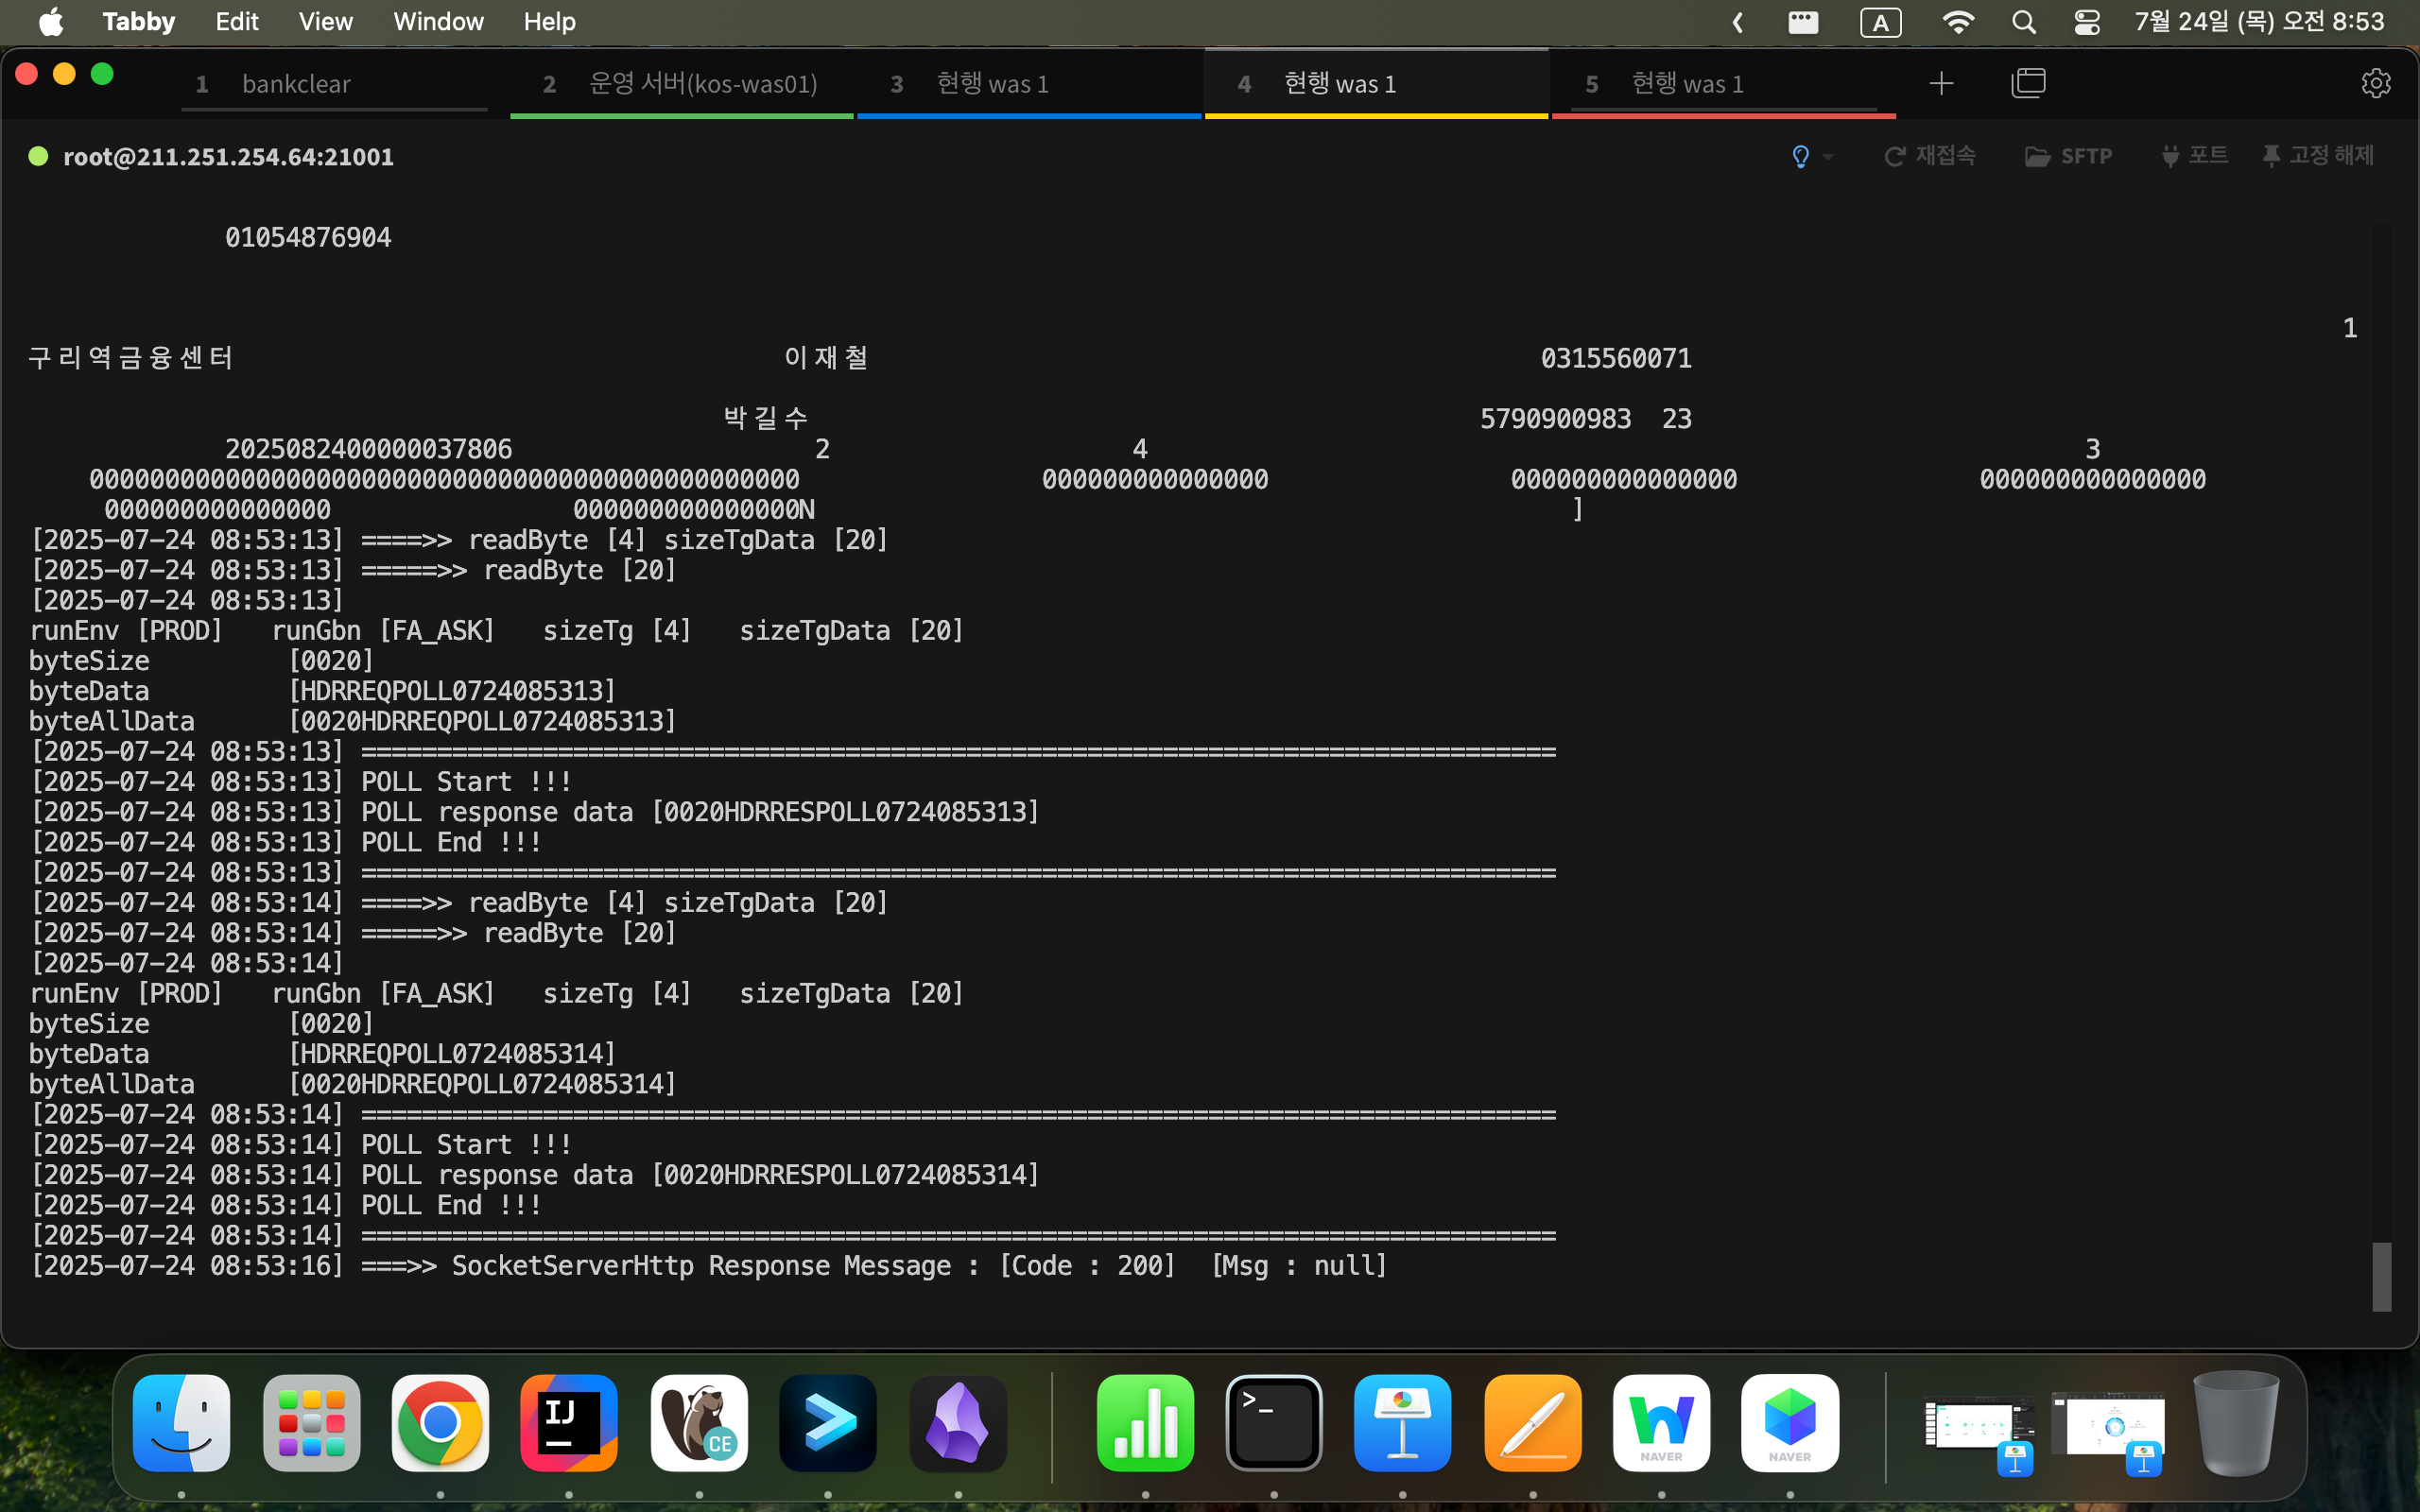 Tabby Edit View Window Help A 7월 24일 (목) 오전 8:53
1 bankclear 2 운영 서버(kos-was01) 3 현행 was 1 4 현행 was 1 5 현행 was 1
root@211.251.254.64:21001 재접속 SFTP 포트 고정 해제
01054876904
1
구리역금융센터 이재철 0315560071
박길수 5790900983 23
2025082400000037806 2 4 3
00000000000000000000000000000000000000000000000 000000000000000 000000000000000 000000000000000
000000000000000 000000000000000N ]
[2025-07-24 08:53:13] ====>> readByte [4] sizeTgData [20]
[2025-07-24 08:53:13] =====>> readByte [20]
[2025-07-24 08:53:13]
runEnv [PROD] runGbn [FA_ASK] sizeTg [4] sizeTgData [20]
byteSize [0020]
byteData [HDRREQPOLL0724085313]
byteAllData [0020HDRREQPOLL0724085313]
[2025-07-24 08:53:13] ===============================================================================
[2025-07-24 08:53:13] POLL Start !!!
[2025-07-24 08:53:13] POLL response data [0020HDRRESPOLL0724085313]
[2025-07-24 08:53:13] POLL End !!!
[2025-07-24 08:53:13] ===============================================================================
[2025-07-24 08:53:14] ====>> readByte [4] sizeTgData [20]
[2025-07-24 08:53:14] =====>> readByte [20]
[2025-07-24 08:53:14]
runEnv [PROD] runGbn [FA_ASK] sizeTg [4] sizeTgData [20]
byteSize [0020]
byteData [HDRREQPOLL0724085314]
byteAllData [0020HDRREQPOLL0724085314]
[2025-07-24 08:53:14] ===============================================================================
[2025-07-24 08:53:14] POLL Start !!!
[2025-07-24 08:53:14] POLL response data [0020HDRRESPOLL0724085314]
[2025-07-24 08:53:14] POLL End !!!
[2025-07-24 08:53:14] ===============================================================================
[2025-07-24 08:53:16] ===>> SocketServerHttp Response Message : [Code : 200] [Msg : null]
IJ CE >_ NAVER NAVER